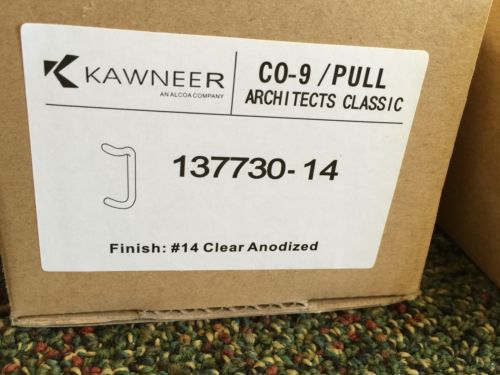 KAWNEER
AN ALCOA COMPANY
CO-9 /PULL
ARCHITECTS CLASSIC
137730-14
Finish: #14 Clear Anodized